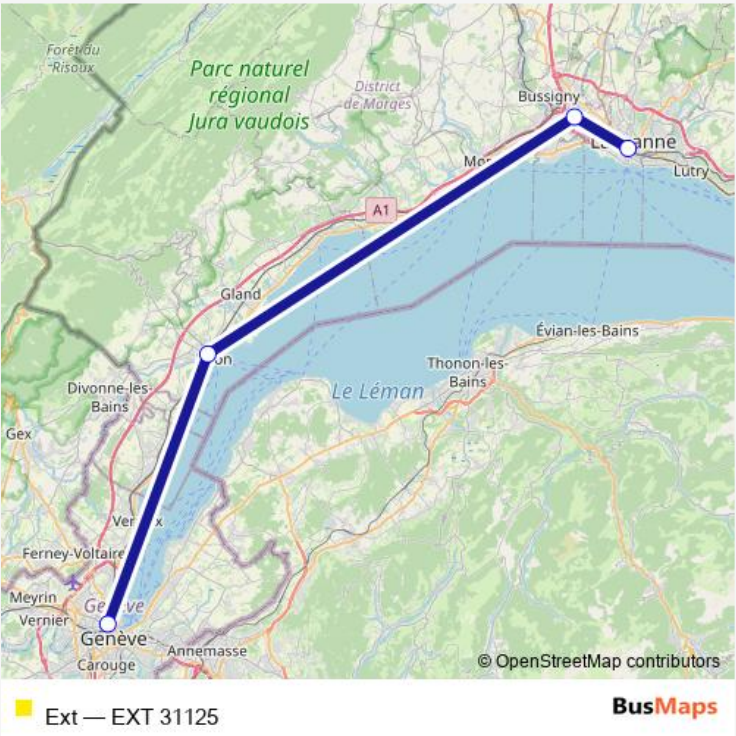 Forêt du
Risoux
Parc naturel
régional
Jura vaudois
District
de Morges
Bussigny
Lutry
A1
Gland
Évian-les-Bains
Thonon-les-
Bains
Divonne-les-
Bains
Le Léman
Gex
Ferney-Voltaire
Meyrin
Vernier
Genève
Annemasse
Carouge
© OpenStreetMap contributors
Ext — EXT 31125
BusMaps